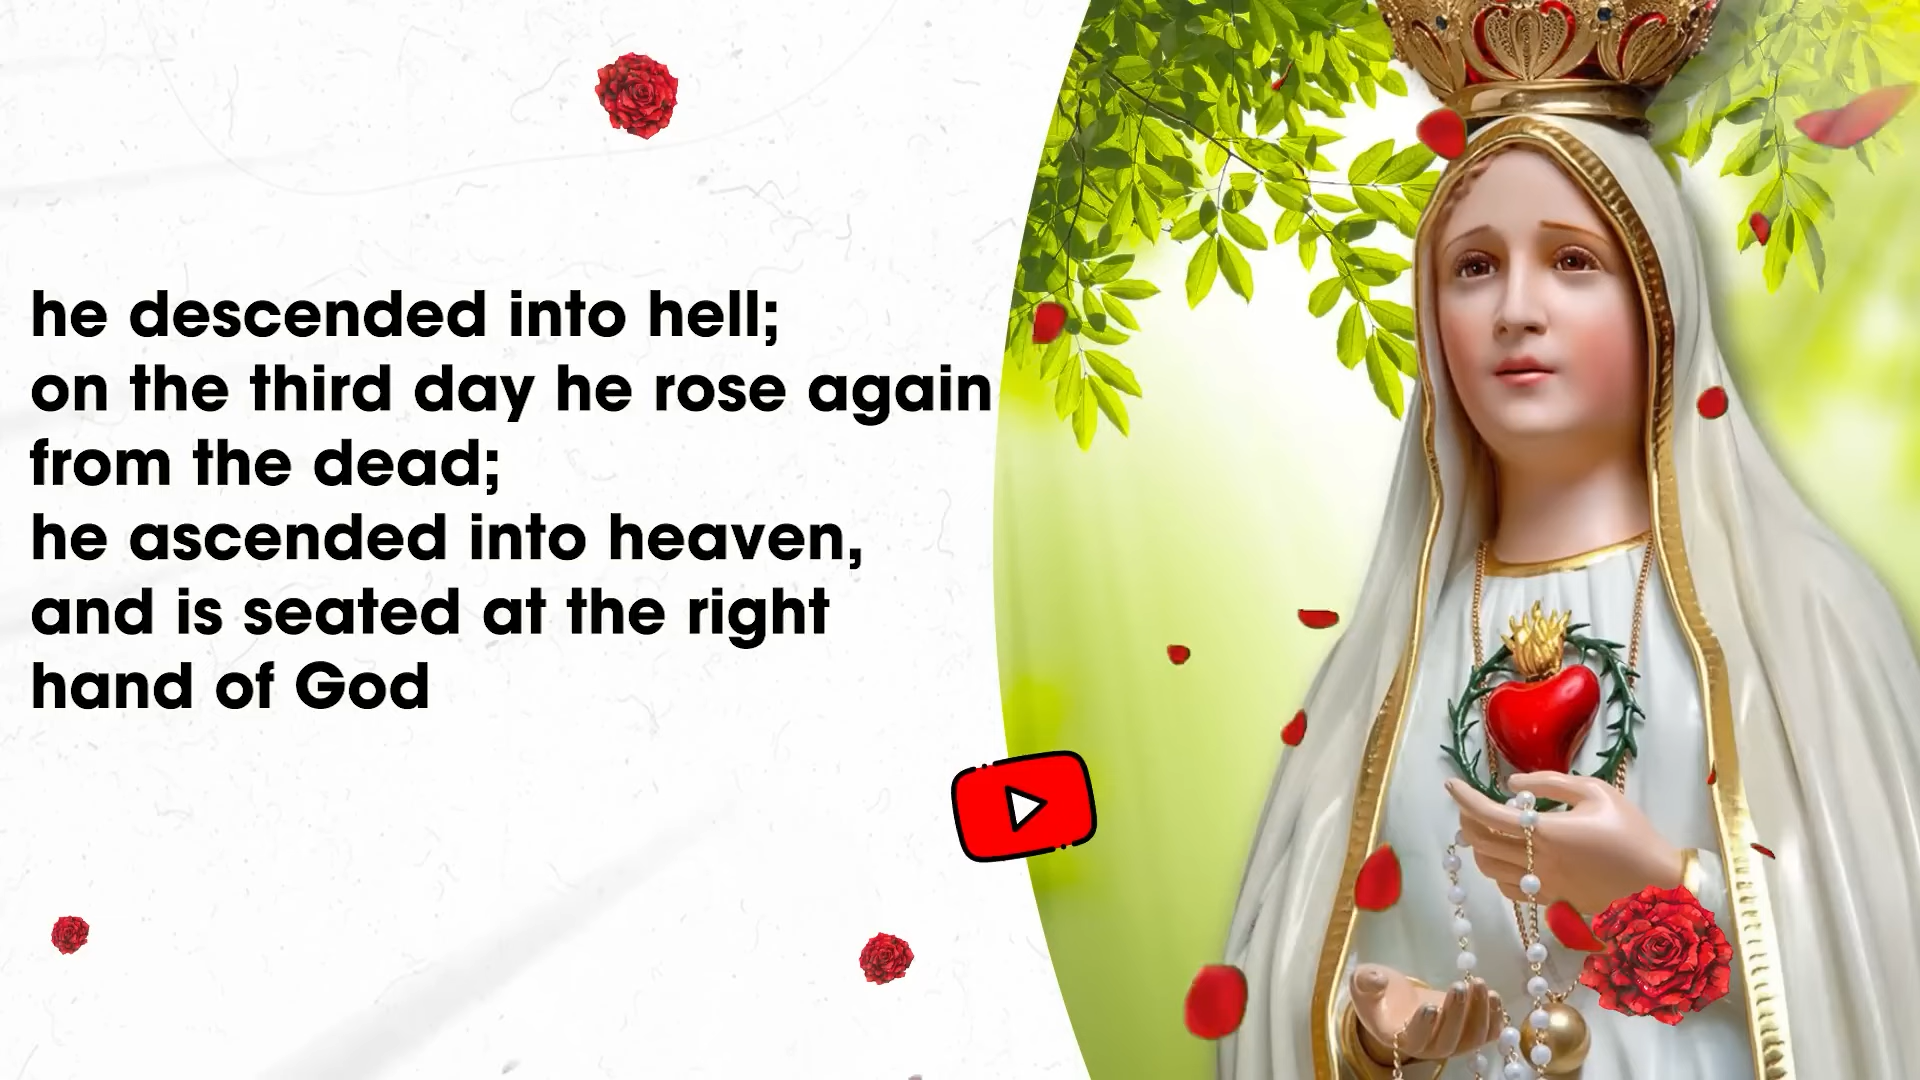 he descended into hell;
on the third day he rose again
from the dead;
he ascended into heaven,
and is seated at the right
hand of God